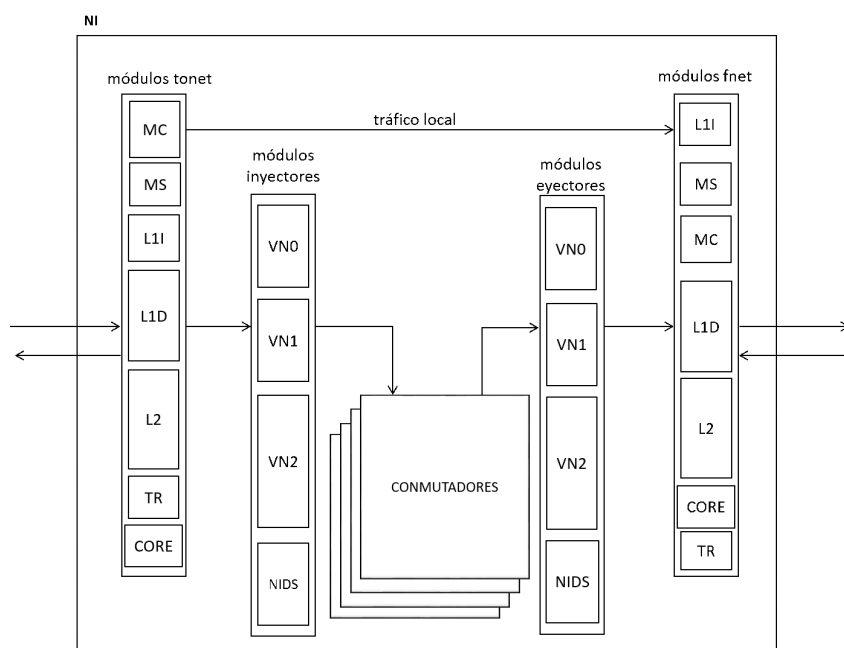 NI
módulos tonet
MC
MS
L1I
L1D
L2
TR
CORE
tráfico local
módulos
inyectores
VN0
VN1
VN2
NIDS
CONMUTADORES
módulos
eyectores
VN0
VN1
VN2
NIDS
módulos fnet
L1I
MS
MC
L1D
L2
CORE
TR